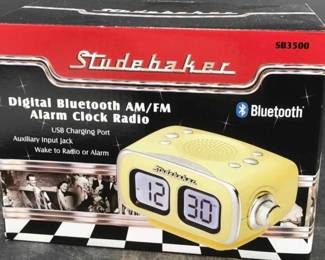 SB3500
Studebaker
Digital Bluetooth AM/FM
Alarm Clock Radio
Bluetooth®
USB Charging Port
Auxiliary Input Jack
Wake to Radio or Alarm
Studebaker
12 30